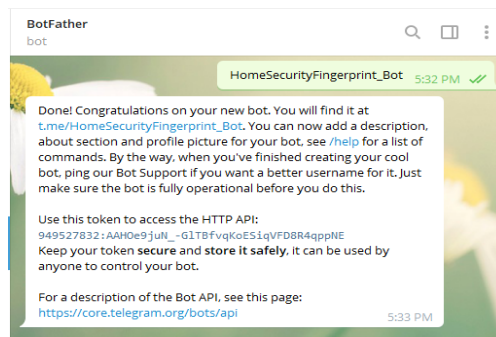 BotFather
bot
HomeSecurityFingerprint_Bot 5:32 PM
Done! Congratulations on your new bot. You will find it at
t.me/HomeSecurityFingerprint_Bot. You can now add a description,
about section and profile picture for your bot, see /help for a list of
commands. By the way, when you've finished creating your cool
bot, ping our Bot Support if you want a better username for it. Just
make sure the bot is fully operational before you do this.
Use this token to access the HTTP API:
949527832:AAHOe9juN_-GlTBfvqKoESiqVFD8R4qppNE
Keep your token secure and store it safely, it can be used by
anyone to control your bot.
For a description of the Bot API, see this page:
https://core.telegram.org/bots/api
5:33 PM